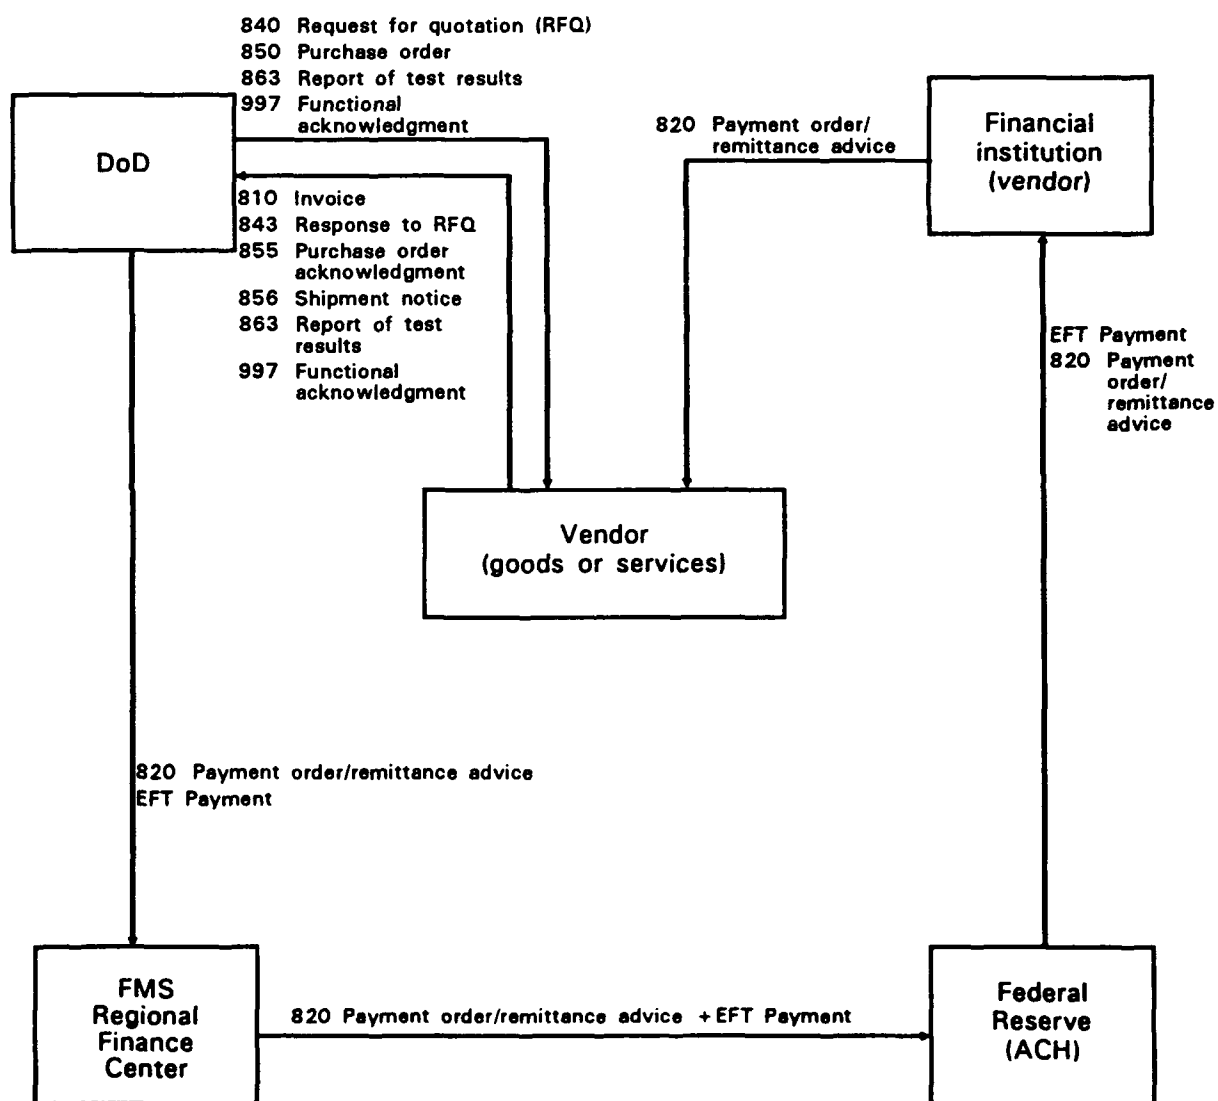 840 Request for quotation (RFQ)
850 Purchase order
863 Report of test results
997 Functional
acknowledgment
DoD
810 Invoice
843 Response to RFQ
855 Purchase order
acknowledgment
856 Shipment notice
863 Report of test
results
997 Functional
acknowledgment
820 Payment order/
remittance advice
Financial
institution
(vendor)
EFT Payment
820 Payment
order/
remittance
advice
Vendor
(goods or services)
820 Payment order/remittance advice
EFT Payment
FMS
Regional
Finance
Center
820 Payment order/remittance advice + EFT Payment
Federal
Reserve
(ACH)